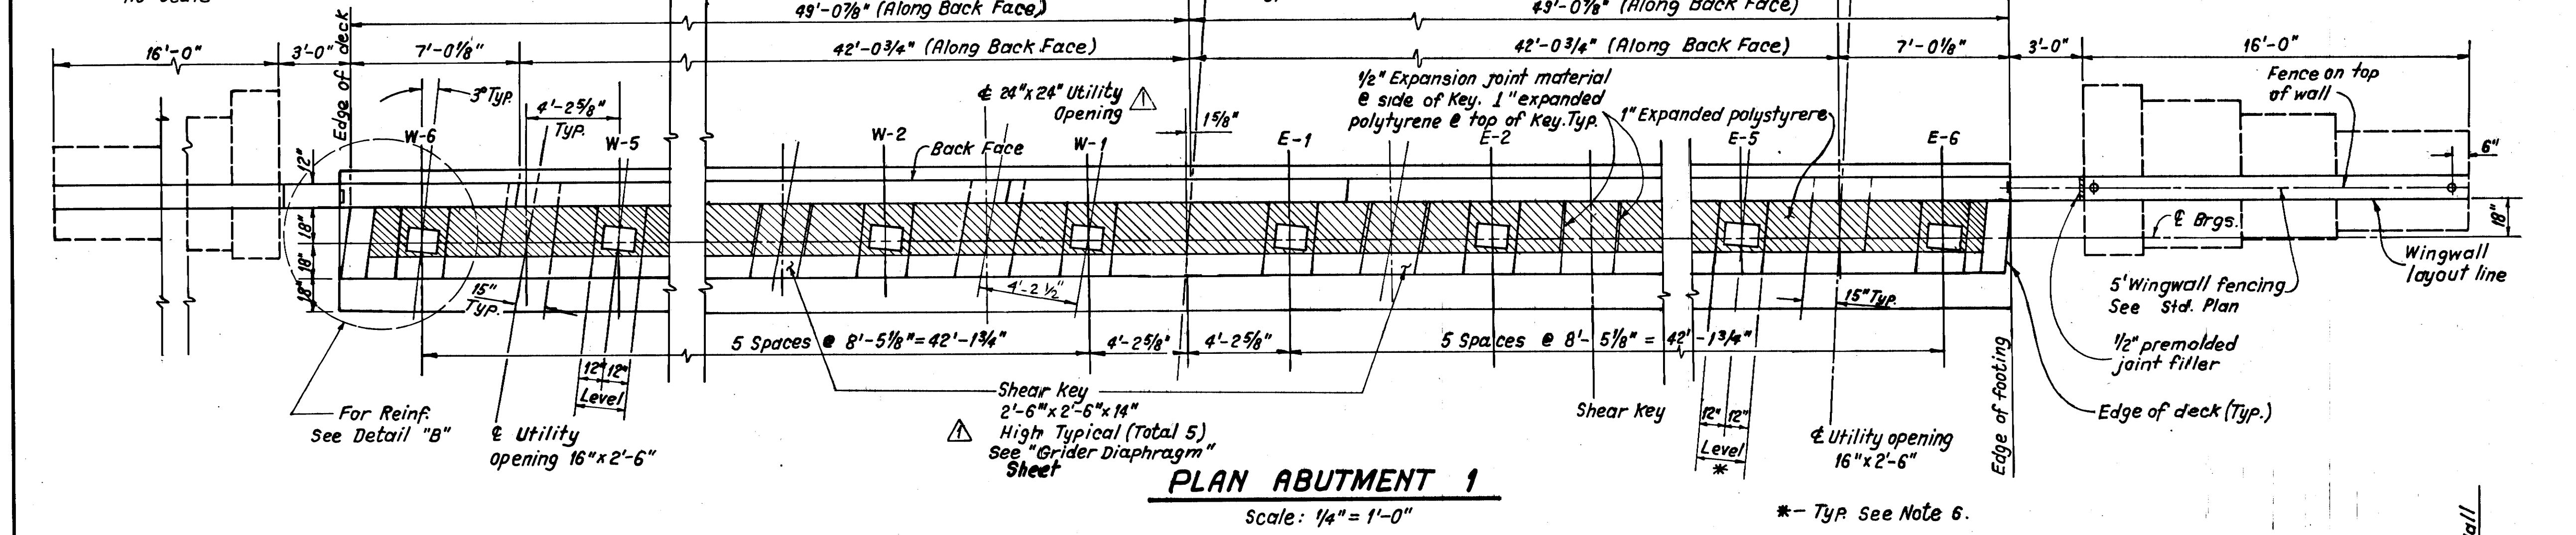 No Scale
49'-0⅞" (Along Back Face)
49'-0⅞" (Along Back Face)
16'-0"
3'-0"
7'-0⅛"
42'-0¾" (Along Back Face)
42'-0¾" (Along Back Face)
7'-0⅛"
3'-0"
16'-0"
Edge of deck
3° Typ.
4'-2⅝"
Typ.
℄ 24"x24" Utility
Opening
1
1⅝"
½" Expansion joint material
@ side of Key. 1" expanded
polytyrene @ top of Key. Typ.
1" Expanded polystyrere
Fence on top
of wall
W-6
W-5
W-2
W-1
E-1
E-2
E-5
E-6
6"
12"
Back Face
18"
18"
18"
℄ Brgs.
18"
Wingwall
layout line
15"
Typ.
4'-2½"
15" Typ.
5' Wingwall fencing
See Std. Plan
5 Spaces @ 8'-5⅛"=42'-1¾"
4'-2⅝"
4'-2⅝"
5 Spaces @ 8'-5⅛" = 42'-1¾"
½" premolded
joint filler
12"
12"
Level
For Reinf.
See Detail "B"
℄ Utility
opening 16"x2'-6"
Shear Key
2'-6"x2'-6"x14"
1
High Typical (Total 5)
See "Grider Diaphragm"
Sheet
Shear Key
12"
12"
Level
*
℄ Utility opening
16"x2'-6"
Edge of footing
Edge of deck (Typ.)
PLAN ABUTMENT 1
Scale: ¼" = 1'-0"
*- Typ. See Note 6.